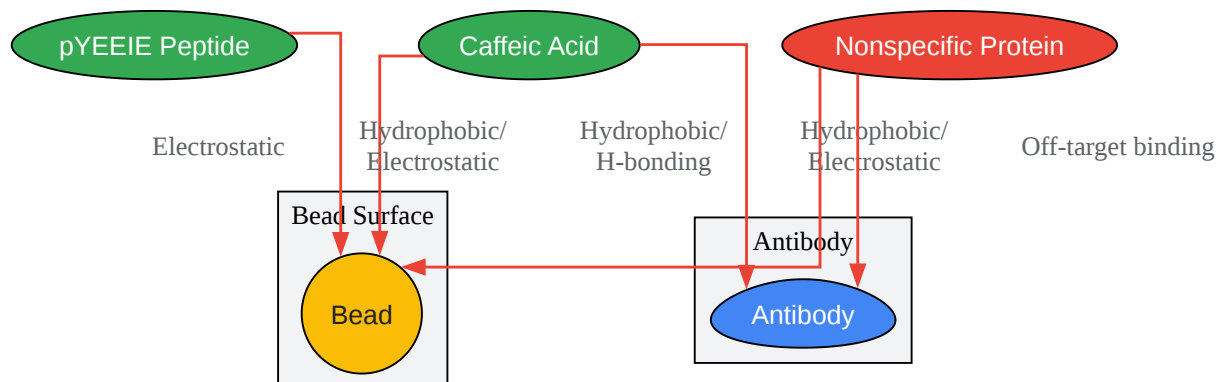 pYEEIE Peptide
Caffeic Acid
Nonspecific Protein
Electrostatic
Hydrophobic/
Electrostatic
Hydrophobic/
H-bonding
Hydrophobic/
Electrostatic
Off-target binding
Bead Surface
Antibody
Bead
Antibody